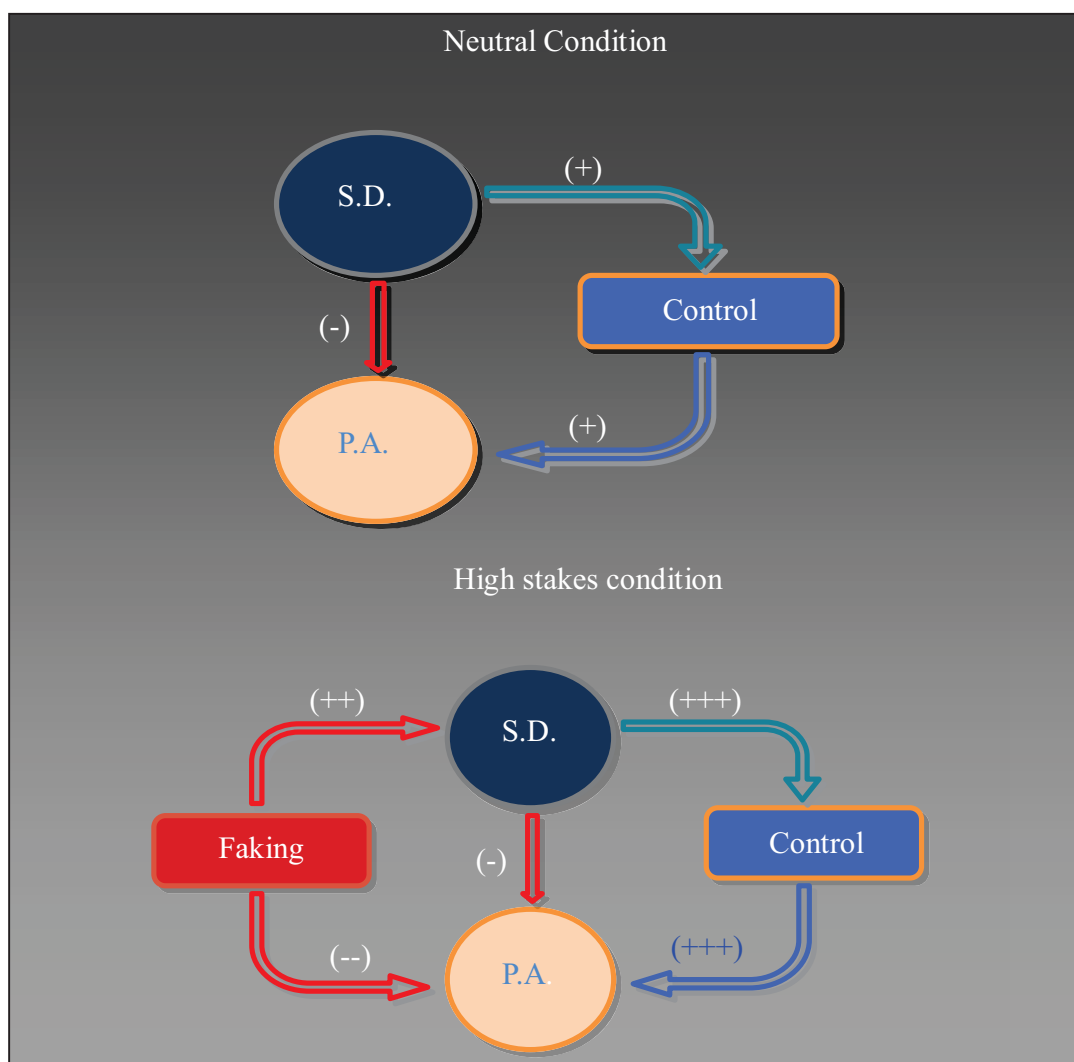 Neutral Condition
S.D.
(+)
Control
(-)
(+)
P.A.
High stakes condition
(++)
(+++)
S.D.
Faking
Control
(-)
(--)
(+++)
P.A.